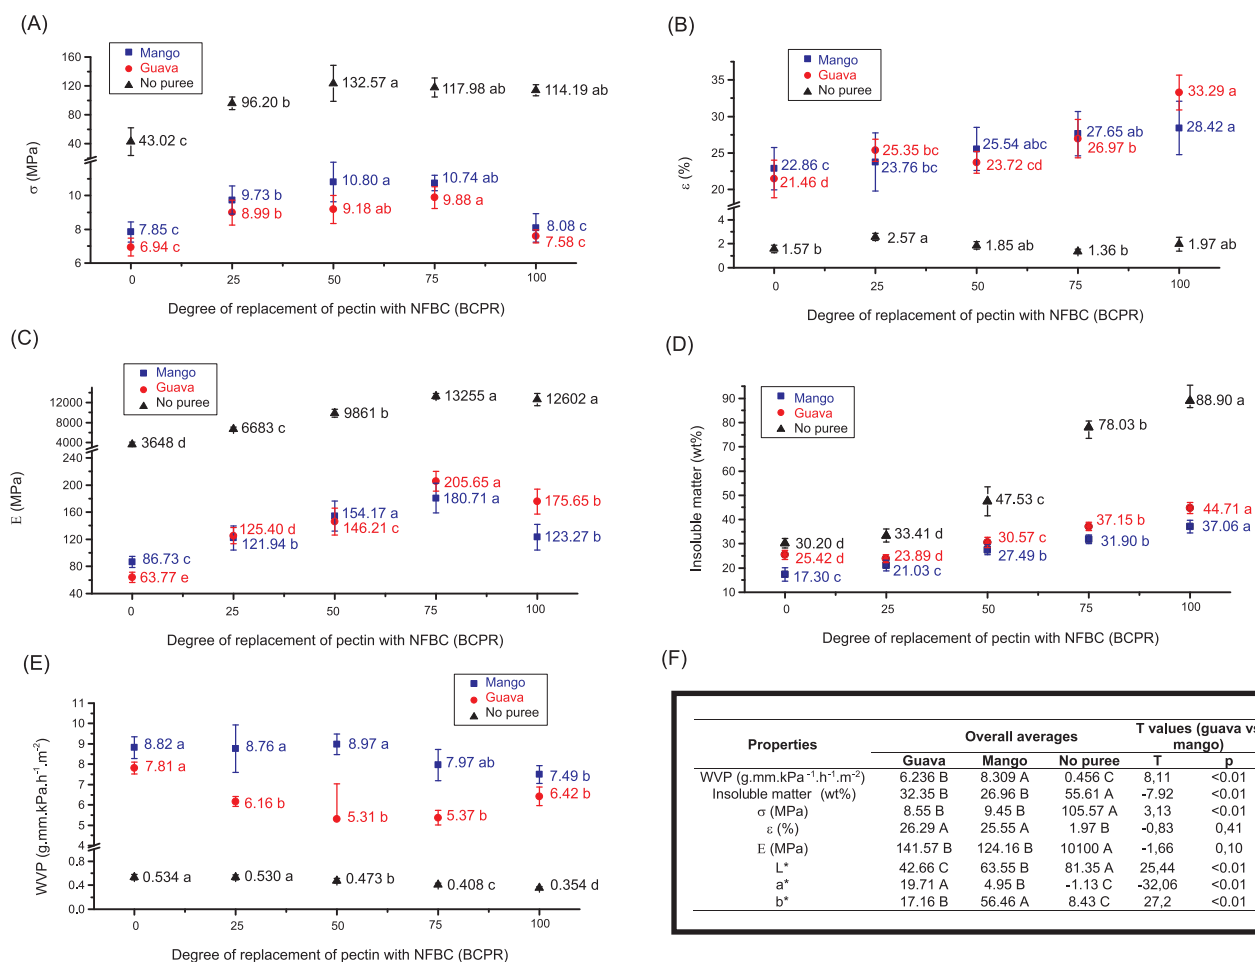 (A)
Mango
Guava
No puree
160
120
80
40
12
10
8
6
σ (MPa)
43.02 c
96.20 b
132.57 a
117.98 ab
114.19 ab
7.85 c
9.73 b
10.80 a
10.74 ab
8.08 c
6.94 c
8.99 b
9.18 ab
9.88 a
7.58 c
0 25 50 75 100
Degree of replacement of pectin with NFBC (BCPR)
(B)
Mango
Guava
No puree
35
30
25
20
4
2
0
ε (%)
22.86 c
23.76 bc
25.54 abc
27.65 ab
28.42 a
21.46 d
25.35 bc
23.72 cd
26.97 b
33.29 a
1.57 b
2.57 a
1.85 ab
1.36 b
1.97 ab
0 25 50 75 100
Degree of replacement of pectin with NFBC (BCPR)
(C)
Mango
Guava
No puree
12000
8000
4000
240
200
160
120
80
40
E (MPa)
3648 d
6683 c
9861 b
13255 a
12602 a
86.73 c
121.94 b
154.17 a
180.71 a
123.27 b
63.77 e
125.40 d
146.21 c
205.65 a
175.65 b
0 25 50 75 100
Degree of replacement of pectin with NFBC (BCPR)
(D)
Mango
Guava
No puree
90
80
70
60
50
40
30
20
10
Insoluble matter (wt%)
30.20 d
33.41 d
47.53 c
78.03 b
88.90 a
25.42 d
23.89 d
30.57 c
37.15 b
44.71 a
17.30 c
21.03 c
27.49 b
31.90 b
37.06 a
0 25 50 75 100
Degree of replacement of pectin with NFBC (BCPR)
(E)
Mango
Guava
No puree
11
10
9
8
7
6
5
4
0,8
0,4
0,0
WVP (g.mm.kPa.h⁻¹.m⁻²)
8.82 a
8.76 a
8.97 a
7.97 ab
7.49 b
7.81 a
6.16 b
5.31 b
5.37 b
6.42 b
0.534 a
0.530 a
0.473 b
0.408 c
0.354 d
0 25 50 75 100
Degree of replacement of pectin with NFBC (BCPR)
(F)
Properties Overall averages T values (guava vs mango)
Guava Mango No puree T p
WVP (g.mm.kPa⁻¹.h⁻¹.m⁻²) 6.236 B 8.309 A 0.456 C 8,11 <0.01
Insoluble matter (wt%) 32.35 B 26.96 B 55.61 A -7.92 <0.01
σ (MPa) 8.55 B 9.45 B 105.57 A 3,13 <0.01
ε (%) 26.29 A 25.55 A 1.97 B -0,83 0,41
E (MPa) 141.57 B 124.16 B 10100 A -1,66 0,10
L* 42.66 C 63.55 B 81.35 A 25,44 <0.01
a* 19.71 A 4.95 B -1.13 C -32,06 <0.01
b* 17.16 B 56.46 A 8.43 C 27,2 <0.01